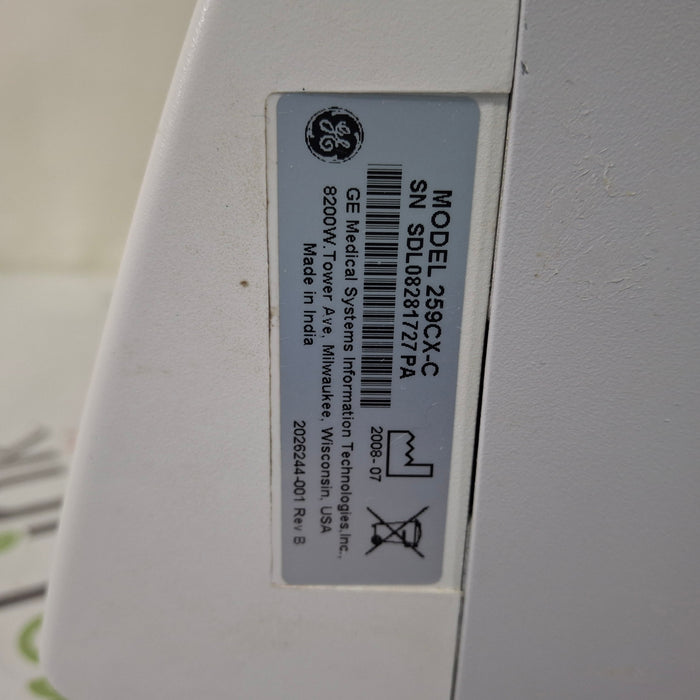 GE
MODEL 259CX-C
SN SDL08281727PA
GE Medical Systems Information Technologies,Inc.,
8200W.Tower Ave, Milwaukee, Wisconsin, USA
Made in India
2008-07
2026244-001 Rev B